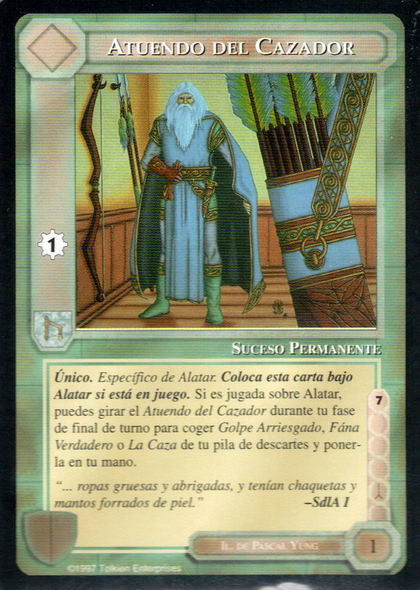 ATUENDO DEL CAZADOR
1
SUCESO PERMANENTE
Único. Específico de Alatar. Coloca esta carta bajo
Alatar si está en juego. Si es jugada sobre Alatar,
puedes girar el Atuendo del Cazador durante tu fase
de final de turno para coger Golpe Arriesgado, Fána
Verdadero o La Caza de tu pila de descartes y poner-
la en tu mano.
7
“... ropas gruesas y abrigadas, y tenían chaquetas y
mantos forrados de piel.” –SdlA I
IL. DE PASCAL YUNG
1
©1997 Tolkien Enterprises